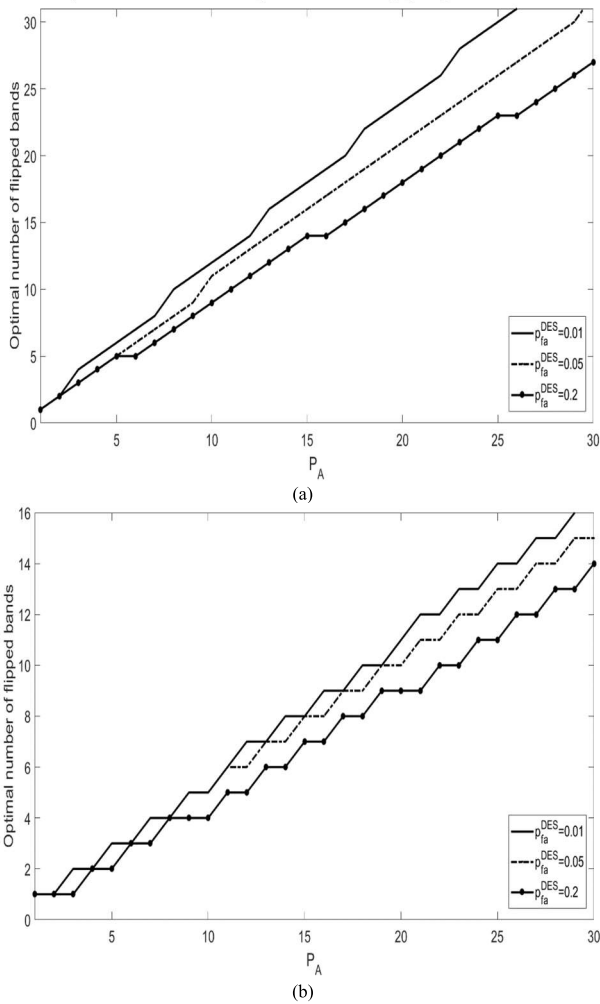 Optimal number of flipped bands
30
25
20
15
10
5
0
5 10 15 20 25 30
P_A
p_fa^DES=0.01
p_fa^DES=0.05
p_fa^DES=0.2
(a)
Optimal number of flipped bands
16
14
12
10
8
6
4
2
0
5 10 15 20 25 30
P_A
p_fa^DES=0.01
p_fa^DES=0.05
p_fa^DES=0.2
(b)